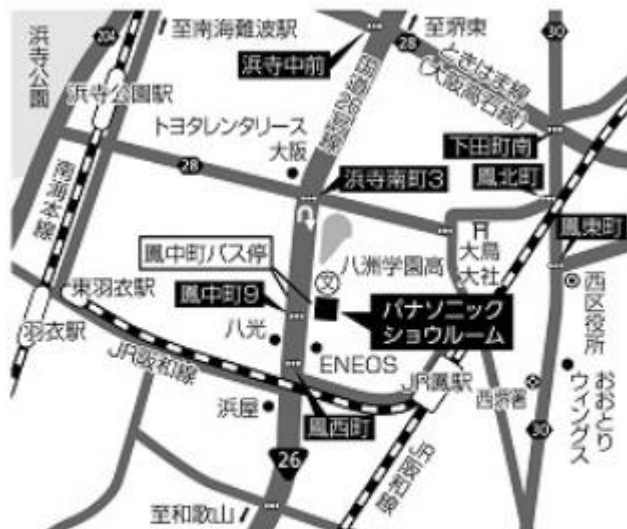 204
至南海難波駅
至堺東
28
30
浜寺公園
浜寺中前
ときはま線
(大阪高石線)
浜寺公園駅
国道26号線
トヨタレンタリース
大阪
下田町南
28
浜寺南町3
鳳北町
南海本線
鳳東町
大鳥
大社
八洲学園高
鳳中町バス停
文
東羽衣駅
鳳中町9
パナソニック
ショウルーム
西区役所
羽衣駅
八光
ENEOS
JR阪和線
JR鳳駅
西堺署
おおとり
ウィングス
浜屋
鳳西町
30
26
JR阪和線
至和歌山